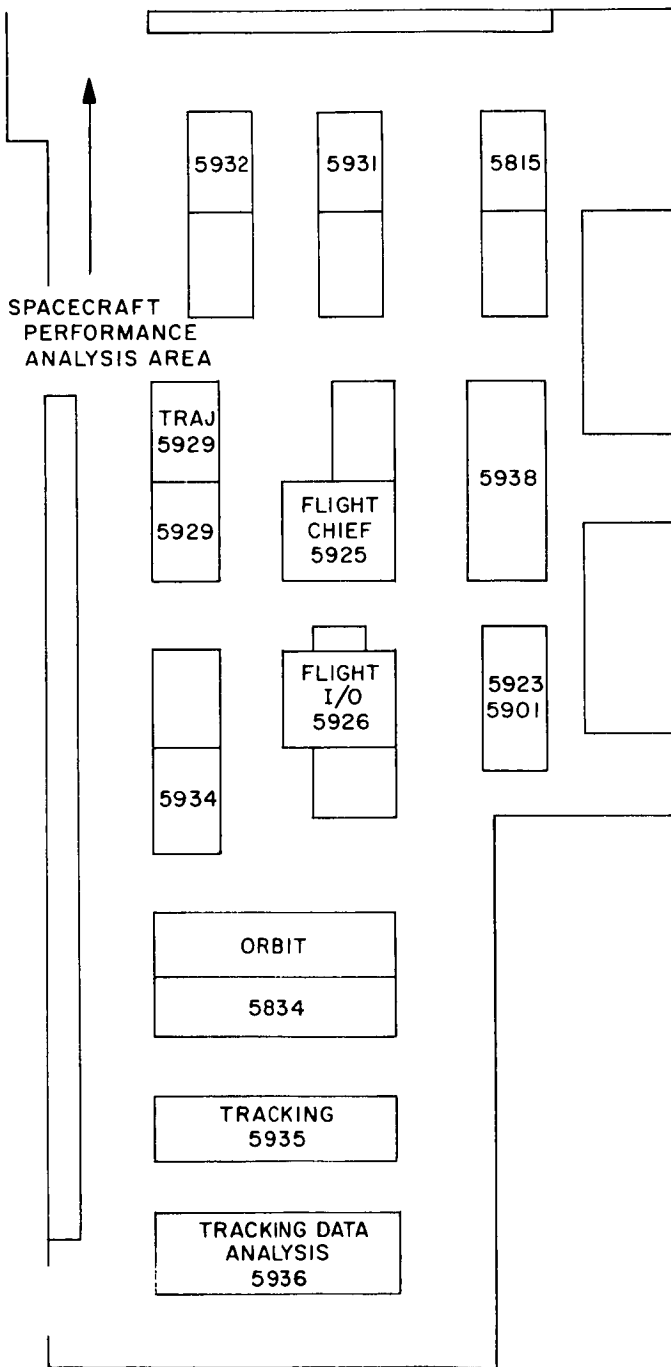 5932
5931
5815
SPACECRAFT
PERFORMANCE
ANALYSIS AREA
TRAJ
5929
5929
FLIGHT
CHIEF
5925
5938
FLIGHT
I/O
5926
5923
5901
5934
ORBIT
5834
TRACKING
5935
TRACKING DATA
ANALYSIS
5936